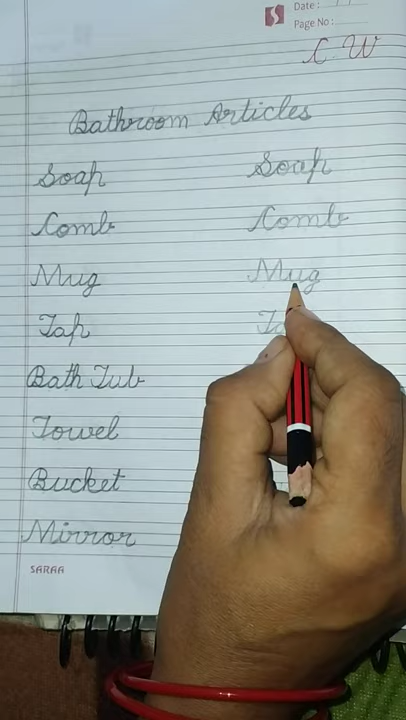 Date :
Page No :
C.W
Bathroom Articles
Soap Soap
Comb Comb
Mug Mug
Tap
Bath Tub
Towel
Bucket
Mirror
SARAA